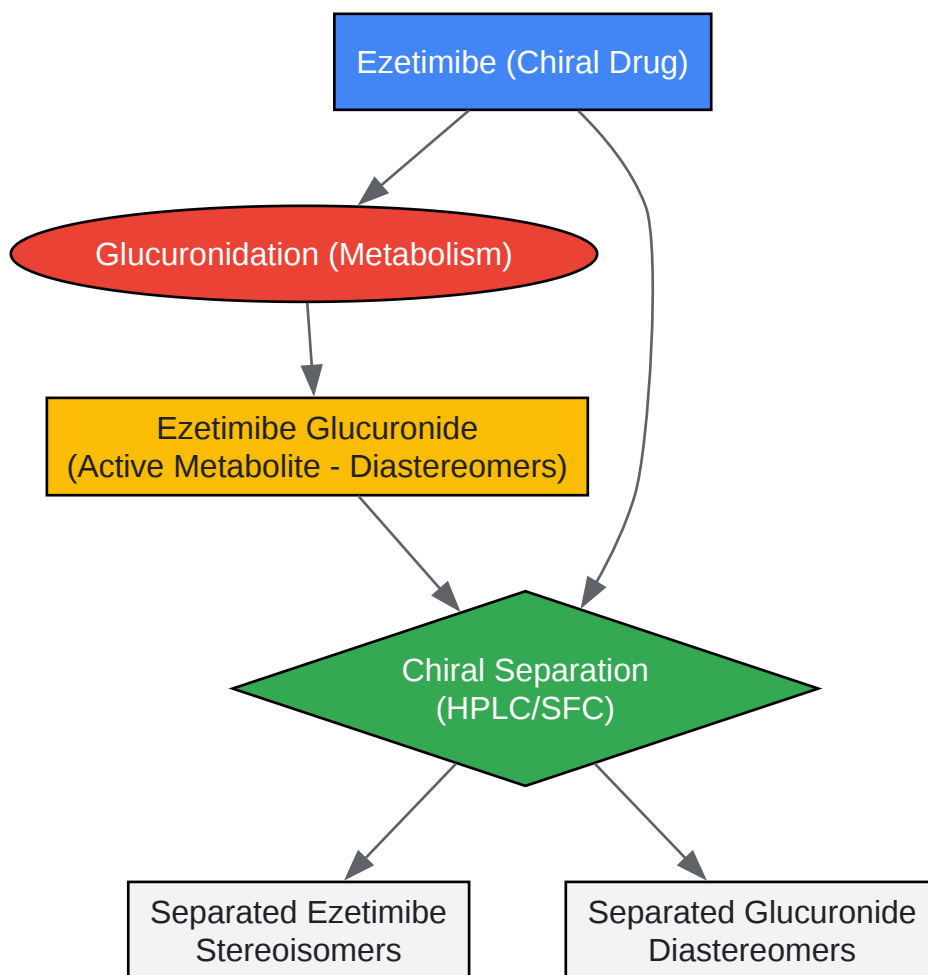 Ezetimibe (Chiral Drug)
Glucuronidation (Metabolism)
Ezetimibe Glucuronide
(Active Metabolite - Diastereomers)
Chiral Separation
(HPLC/SFC)
Separated Ezetimibe
Stereoisomers
Separated Glucuronide
Diastereomers